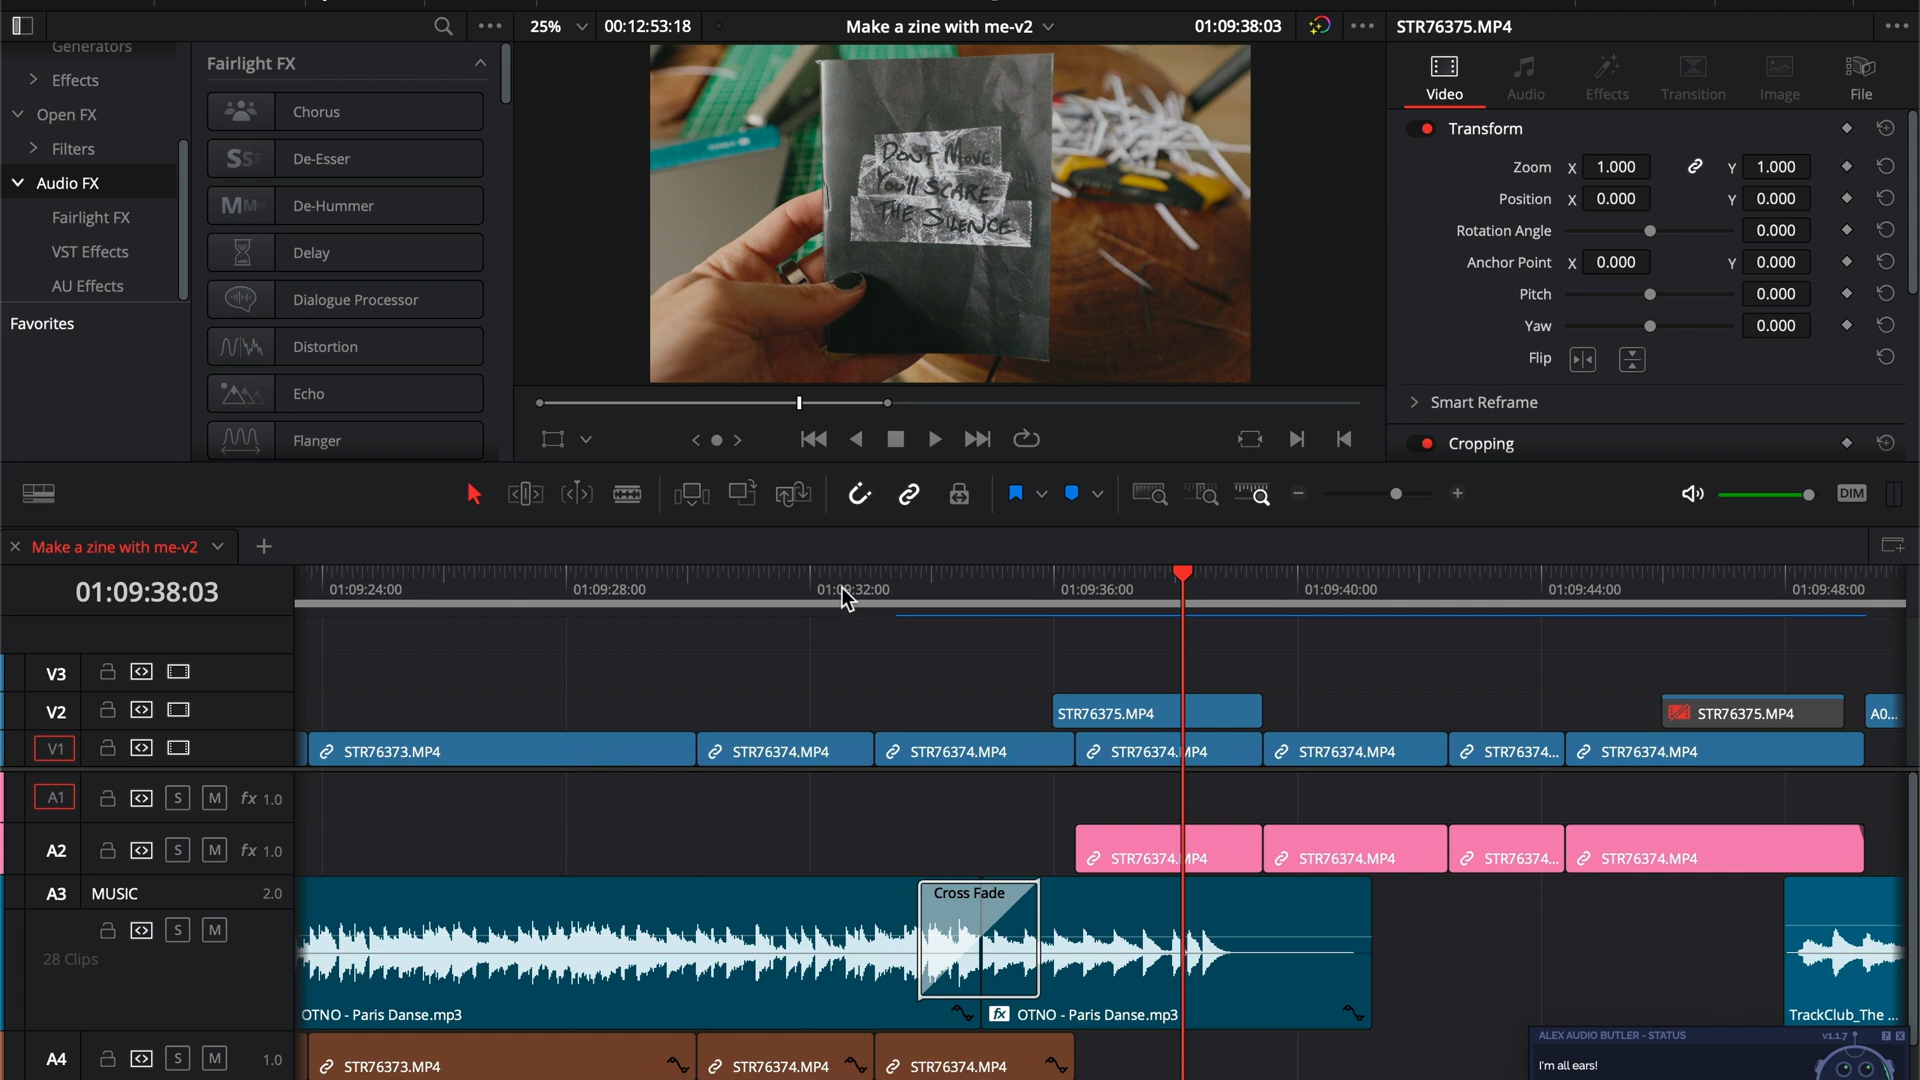 25%
00:12:53:18
Make a zine with me-v2
01:09:38:03
STR76375.MP4
Generators
Effects
Open FX
Filters
Audio FX
Fairlight FX
VST Effects
AU Effects
Favorites
Fairlight FX
Chorus
De-Esser
De-Hummer
Delay
Dialogue Processor
Distortion
Echo
Flanger
DON'T MOVE
YOU'LL SCARE
THE SILENCE
Video
Audio
Effects
Transition
Image
File
Transform
Zoom X 1.000 Y 1.000
Position X 0.000 Y 0.000
Rotation Angle 0.000
Anchor Point X 0.000 Y 0.000
Pitch 0.000
Yaw 0.000
Flip
Smart Reframe
Cropping
DIM
Make a zine with me-v2
01:09:38:03
01:09:24:00
01:09:28:00
01:09:32:00
01:09:36:00
01:09:40:00
01:09:44:00
01:09:48:00
V3
V2
STR76375.MP4
STR76375.MP4
A0...
V1
STR76373.MP4
STR76374.MP4
STR76374.MP4
STR76374.MP4
STR76374.MP4
STR76374...
STR76374.MP4
A1 S M fx 1.0
A2 S M fx 1.0
STR76374.MP4
STR76374.MP4
STR76374...
STR76374.MP4
A3 MUSIC 2.0
S M
28 Clips
Cross Fade
OTNO - Paris Danse.mp3
fx OTNO - Paris Danse.mp3
TrackClub_The ...
A4 S M 1.0
STR76373.MP4
STR76374.MP4
STR76374.MP4
ALEX AUDIO BUTLER - STATUS
v1.1.7
I'm all ears!